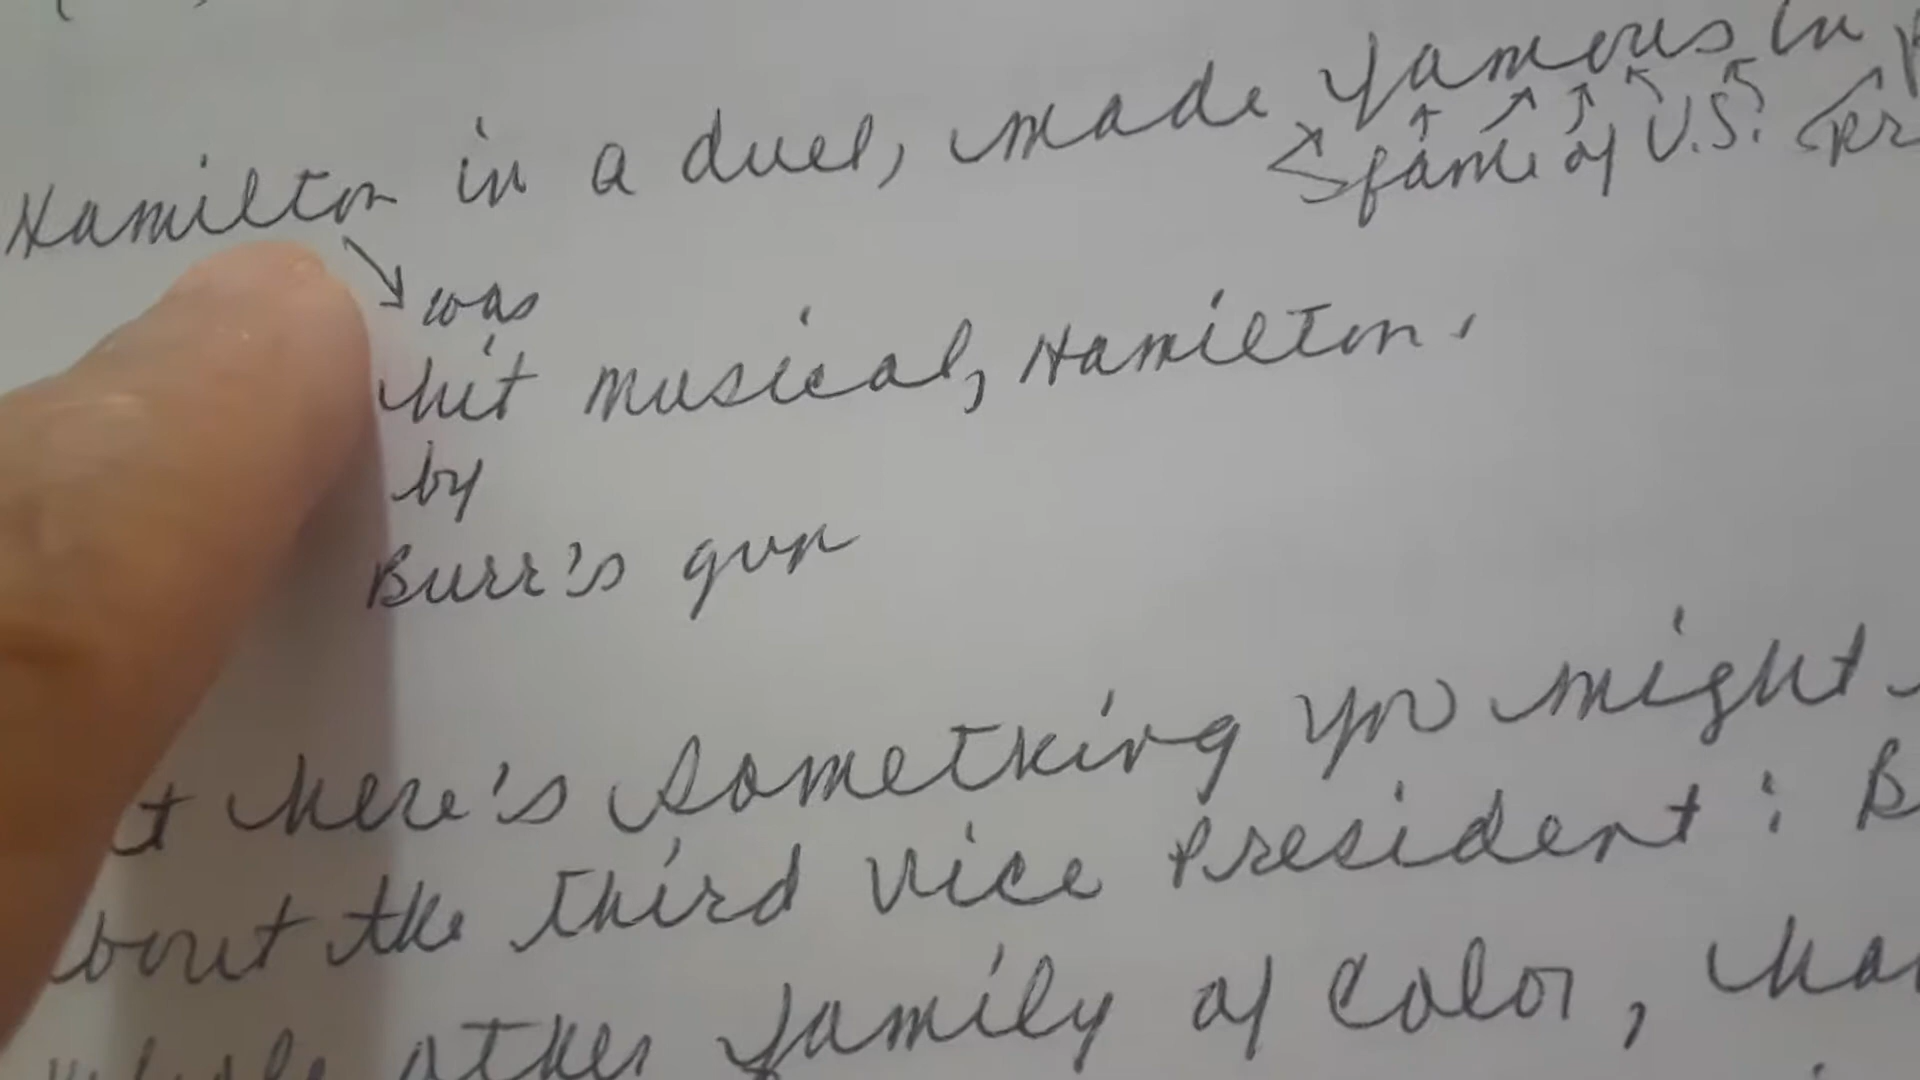 Hamilton in a duel, made famous in
fame of U.S.
was
hit musical, Hamilton.
by
Burr's gun
here's something you might
about the third Vice President: B
other family of color,